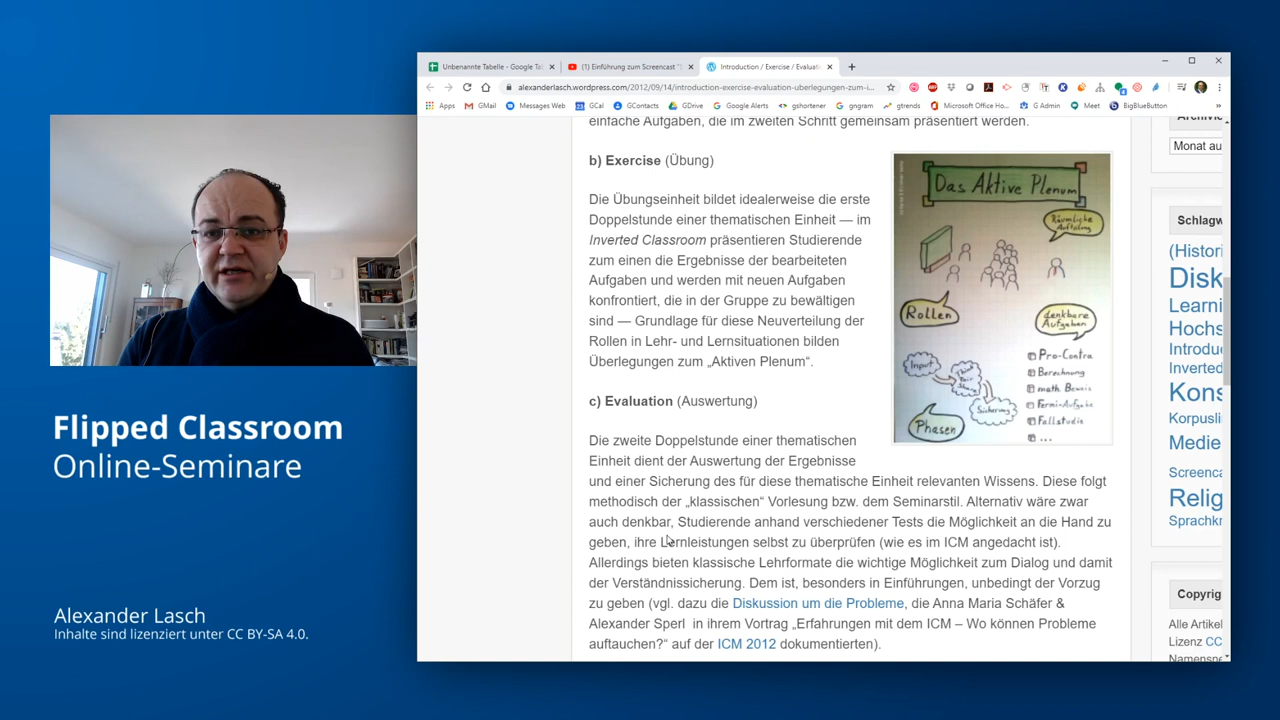 Unbenannte Tabelle - Google Ta
(1) Einführung zum Screencast "
Introduction / Exercise / Evaluati
alexanderlasch.wordpress.com/2012/09/14/introduction-exercise-evaluation-uberlegungen-zum-i...
Apps
GMail
Messages Web
GCal
GContacts
GDrive
Google Alerts
gshortener
gngram
gtrends
Microsoft Office Ho...
G Admin
Meet
BigBlueButton
einfache Aufgaben, die im zweiten Schritt gemeinsam präsentiert werden.
b) Exercise (Übung)
Die Übungseinheit bildet idealerweise die erste
Doppelstunde einer thematischen Einheit — im
Inverted Classroom präsentieren Studierende
zum einen die Ergebnisse der bearbeiteten
Aufgaben und werden mit neuen Aufgaben
konfrontiert, die in der Gruppe zu bewältigen
sind — Grundlage für diese Neuverteilung der
Rollen in Lehr- und Lernsituationen bilden
Überlegungen zum „Aktiven Plenum“.
Das Aktive Plenum
Räumliche
Aufteilung
Rollen
denkbare
Aufgaben
Input
Think
Pair
Share
Sicherung
Phasen
Pro-Contra
Berechnung
math. Beweis
Fermi-Aufgabe
Fallstudie
...
c) Evaluation (Auswertung)
Die zweite Doppelstunde einer thematischen
Einheit dient der Auswertung der Ergebnisse
und einer Sicherung des für diese thematische Einheit relevanten Wissens. Diese folgt
methodisch der „klassischen“ Vorlesung bzw. dem Seminarstil. Alternativ wäre zwar
auch denkbar, Studierende anhand verschiedener Tests die Möglichkeit an die Hand zu
geben, ihre Lernleistungen selbst zu überprüfen (wie es im ICM angedacht ist).
Allerdings bieten klassische Lehrformate die wichtige Möglichkeit zum Dialog und damit
der Verständnissicherung. Dem ist, besonders in Einführungen, unbedingt der Vorzug
zu geben (vgl. dazu die Diskussion um die Probleme, die Anna Maria Schäfer &
Alexander Sperl in ihrem Vortrag „Erfahrungen mit dem ICM – Wo können Probleme
auftauchen?“ auf der ICM 2012 dokumentierten).
Monat au
Schlagw
(Histori
Disk
Learni
Hochs
Introdu
Inverted
Kons
Korpusli
Medie
Screenca
Relig
Sprachkr
Copyrig
Alle Artikel
Lizenz CC
Namensne
Flipped Classroom
Online-Seminare
Alexander Lasch
Inhalte sind lizenziert unter CC BY-SA 4.0.